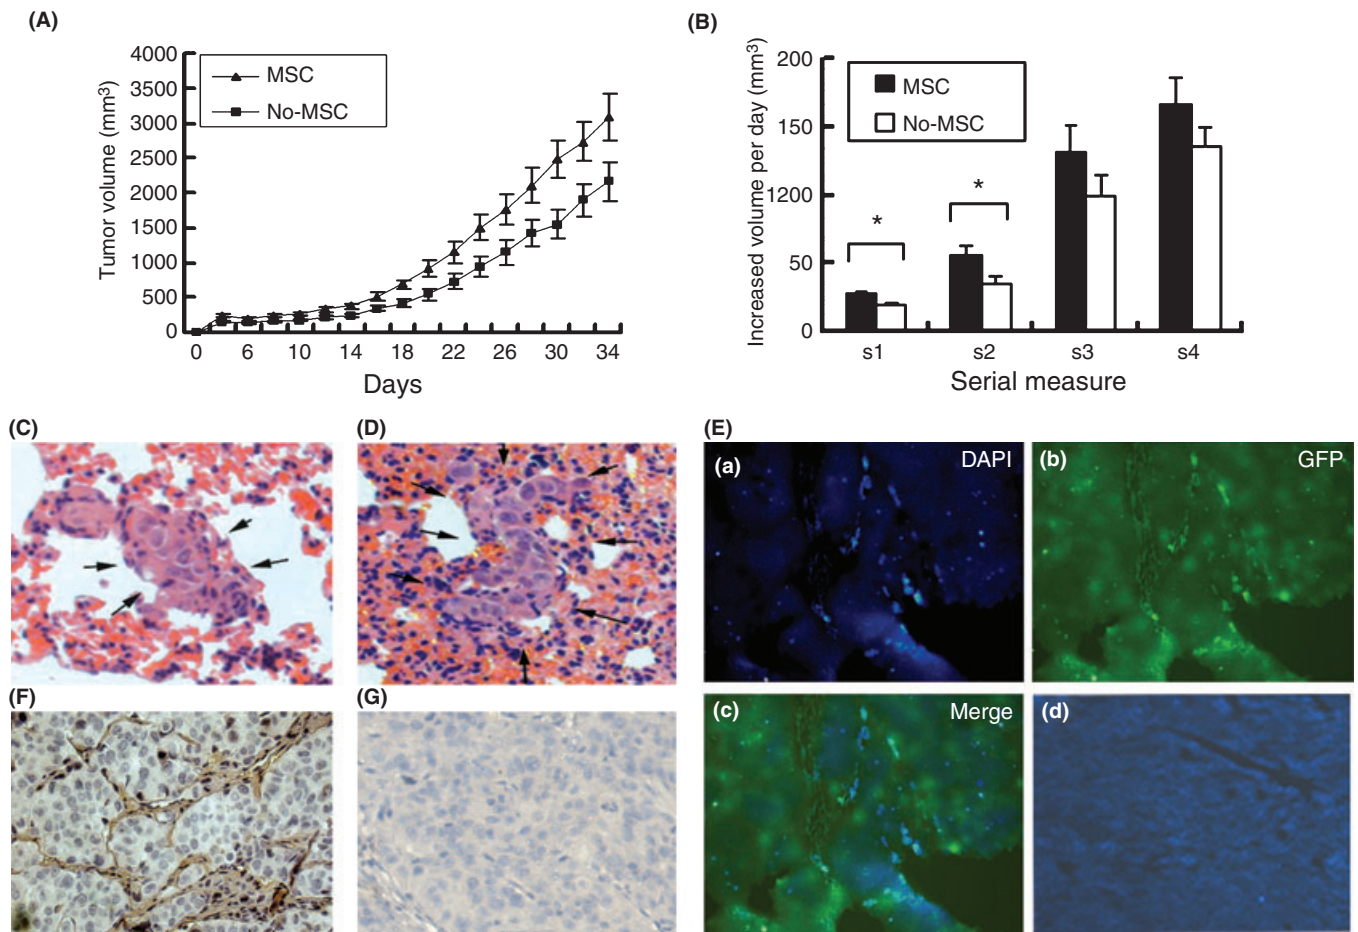 (A)
Tumor volume (mm³)
4000
3500
3000
2500
2000
1500
1000
500
0
MSC
No-MSC
0 6 10 14 18 22 26 30 34
Days
(B)
Increased volume per day (mm³)
200
150
1200
50
0
MSC
No-MSC
*
*
s1 s2 s3 s4
Serial measure
(C)
(D)
(E)
(a)
DAPI
(b)
GFP
(F)
(G)
(c)
Merge
(d)